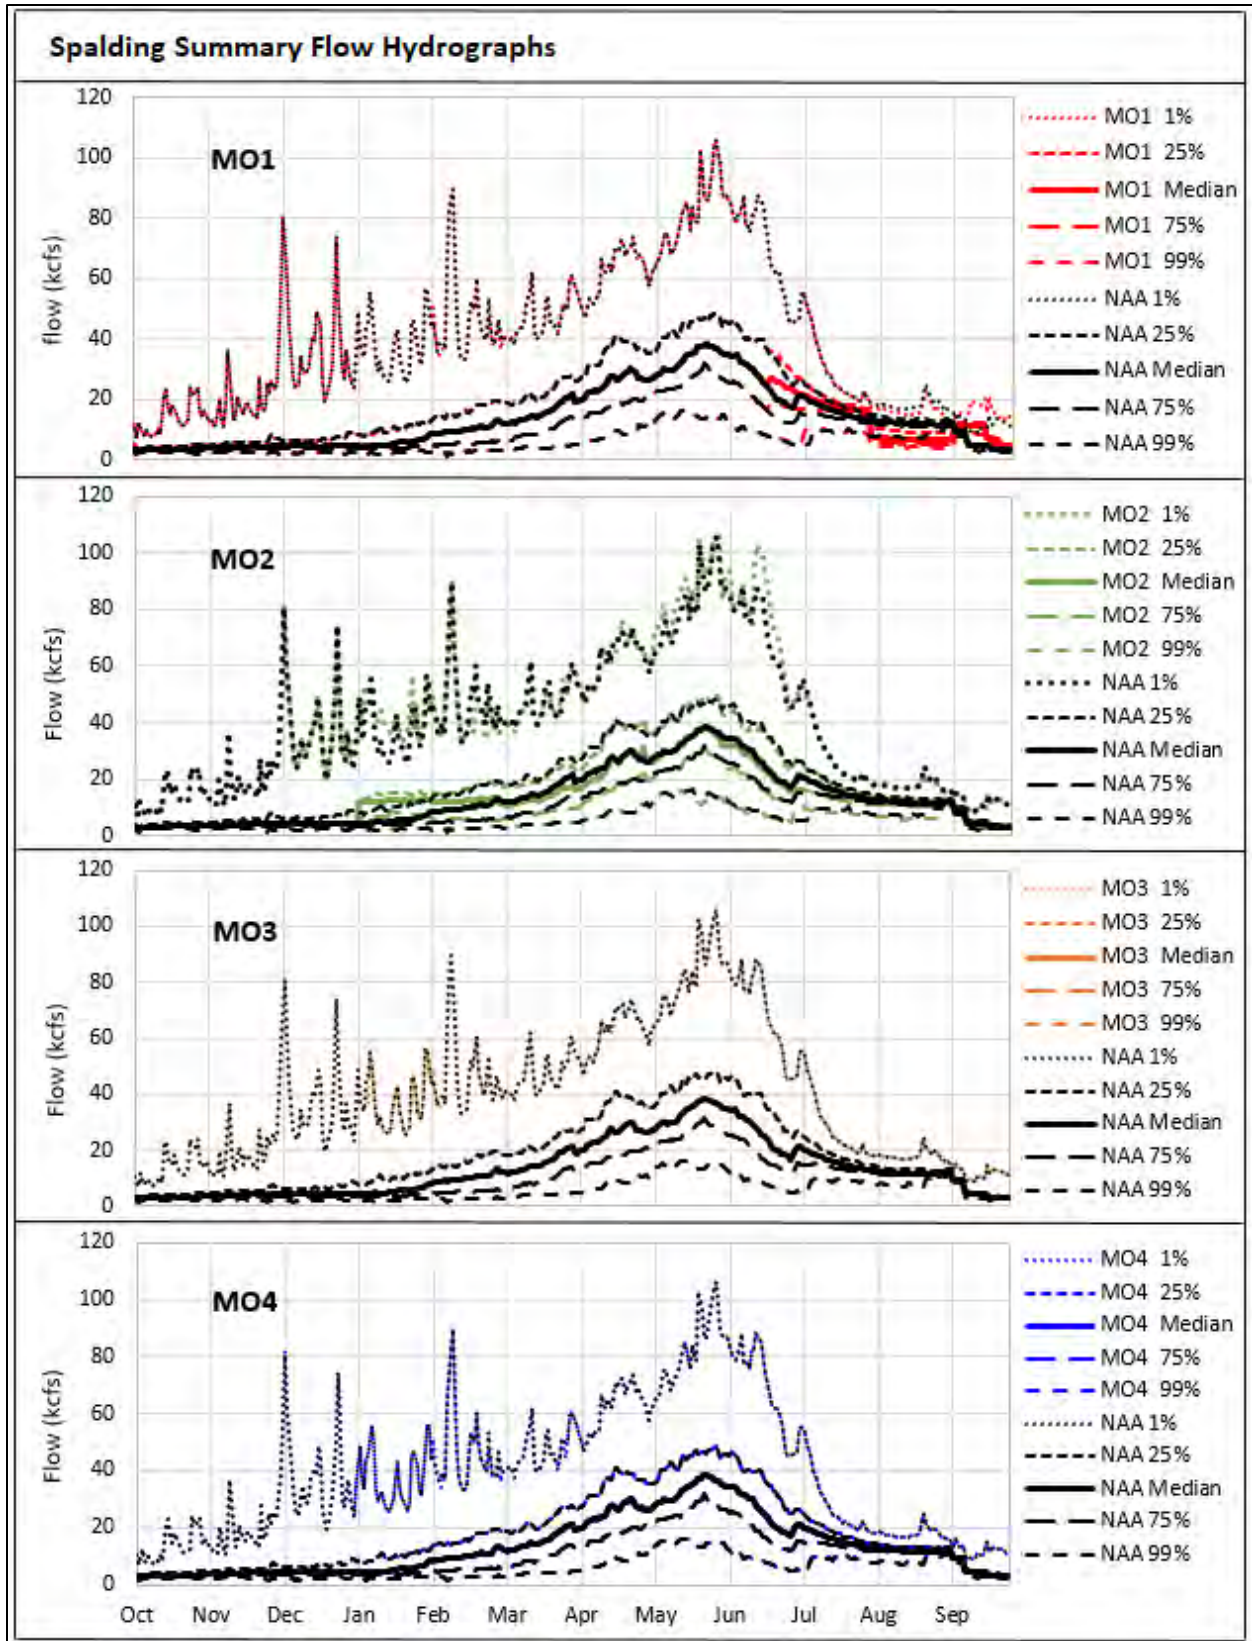 Spalding Summary Flow Hydrographs
120
100
80
60
40
20
0
flow (kcfs)
MO1
MO1 1%
MO1 25%
MO1 Median
MO1 75%
MO1 99%
NAA 1%
NAA 25%
NAA Median
NAA 75%
NAA 99%
120
100
80
60
40
20
0
Flow (kcfs)
MO2
MO2 1%
MO2 25%
MO2 Median
MO2 75%
MO2 99%
NAA 1%
NAA 25%
NAA Median
NAA 75%
NAA 99%
120
100
80
60
40
20
0
Flow (kcfs)
MO3
MO3 1%
MO3 25%
MO3 Median
MO3 75%
MO3 99%
NAA 1%
NAA 25%
NAA Median
NAA 75%
NAA 99%
120
100
80
60
40
20
0
Flow (kcfs)
MO4
MO4 1%
MO4 25%
MO4 Median
MO4 75%
MO4 99%
NAA 1%
NAA 25%
NAA Median
NAA 75%
NAA 99%
Oct Nov Dec Jan Feb Mar Apr May Jun Jul Aug Sep